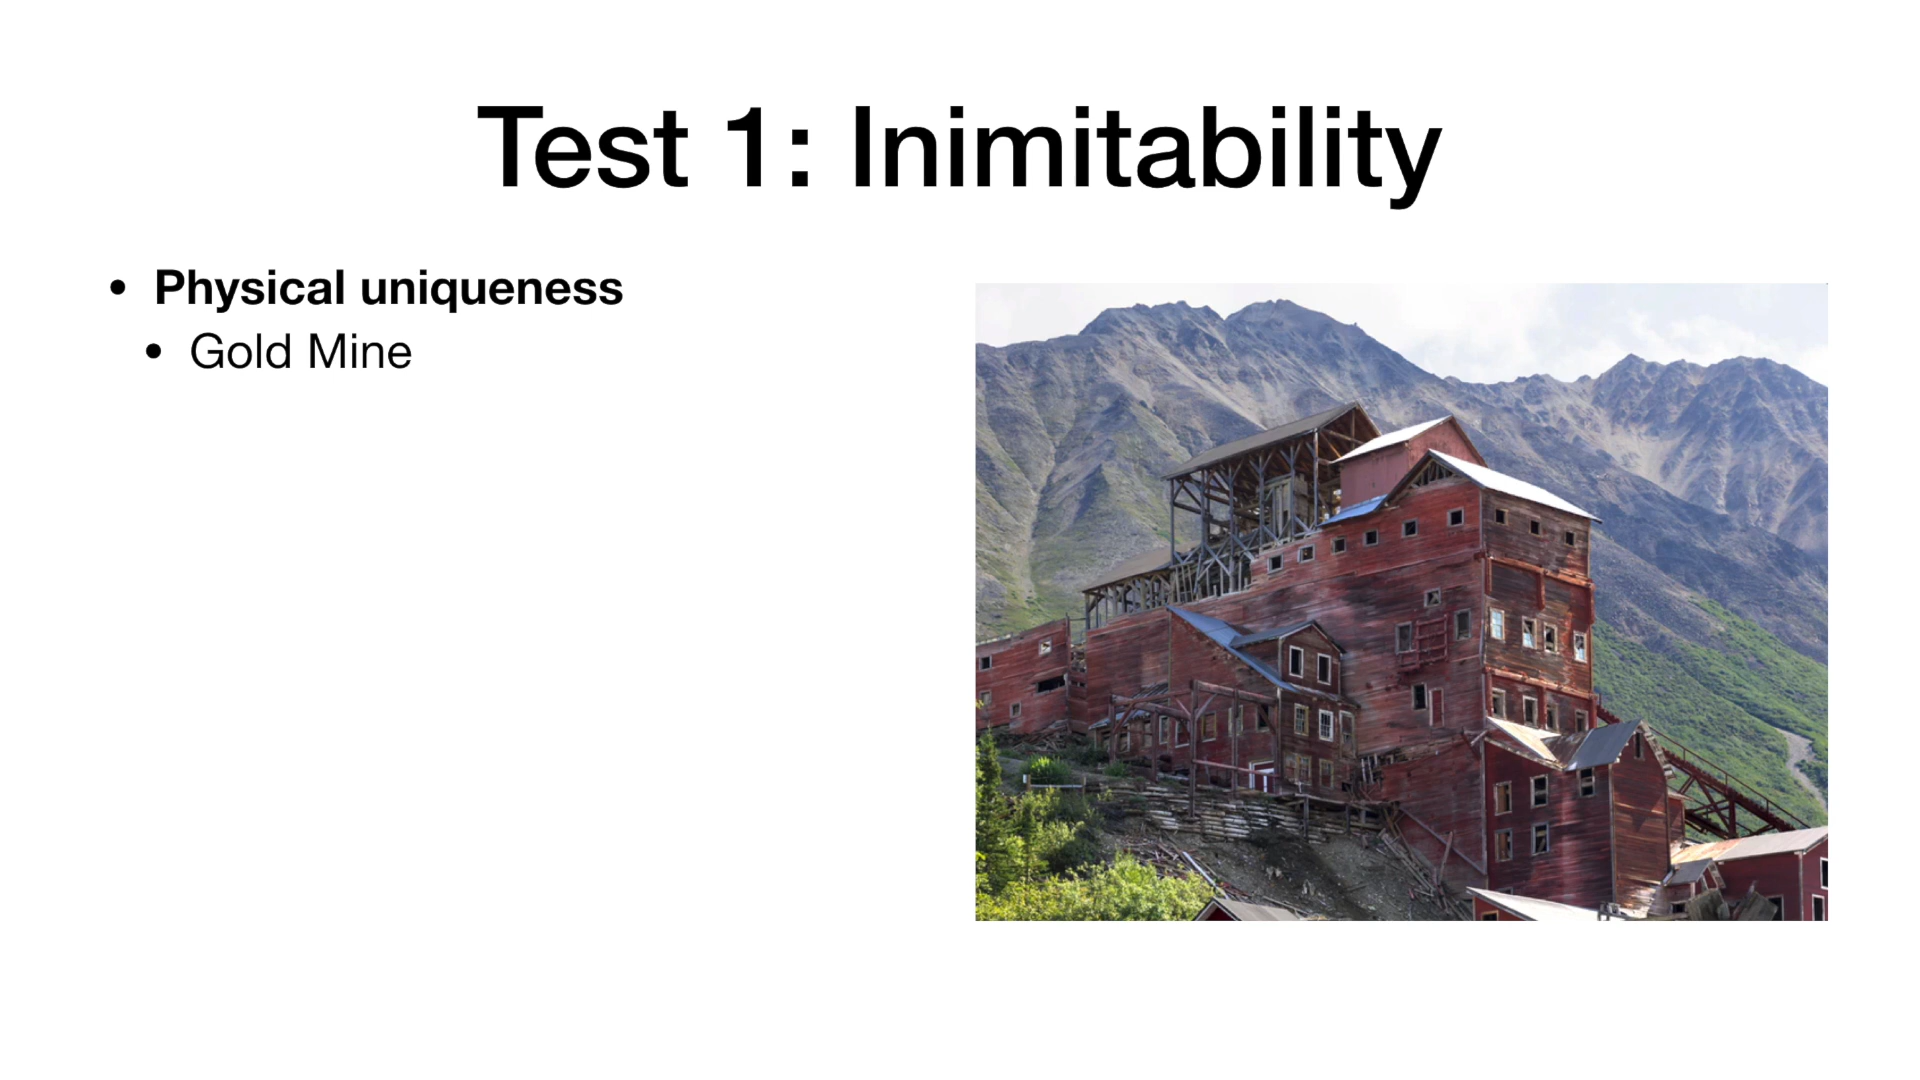 Test 1: Inimitability
• Physical uniqueness
• Gold Mine